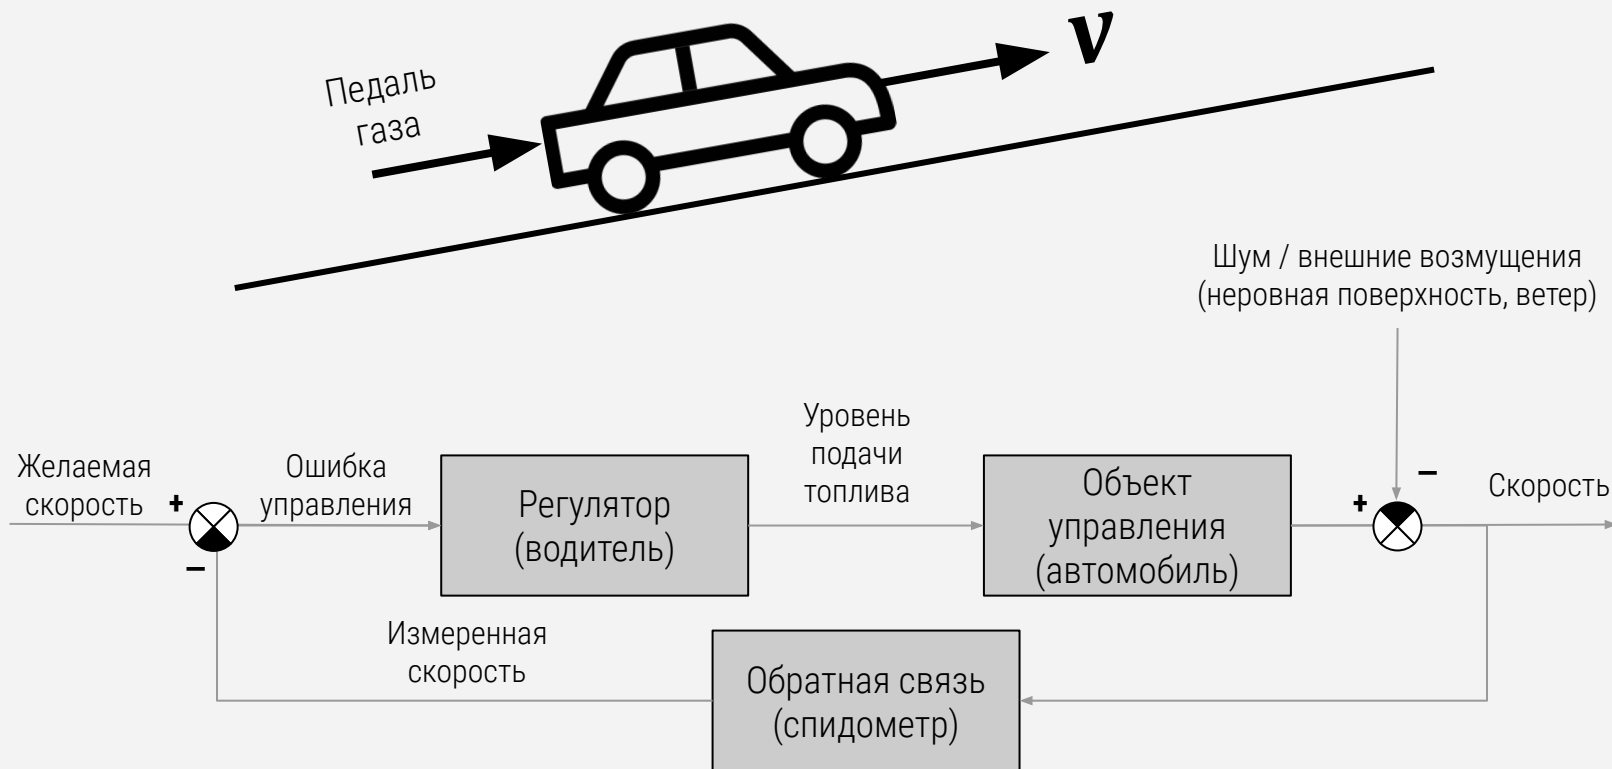 Педаль
газа
v
Шум / внешние возмущения
(неровная поверхность, ветер)
Желаемая
скорость
+
−
Ошибка
управления
Регулятор
(водитель)
Уровень
подачи
топлива
Объект
управления
(автомобиль)
+
−
Скорость
Измеренная
скорость
Обратная связь
(спидометр)